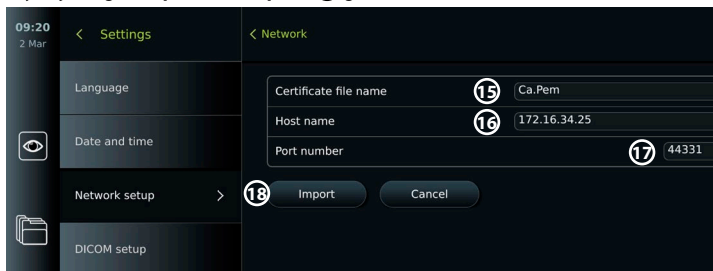 09:20
2 Mar
< Settings
< Network
Language
Date and time
Network setup >
DICOM setup
Certificate file name 15 Ca.Pem
Host name 16 172.16.34.25
Port number 17 44331
18 Import Cancel